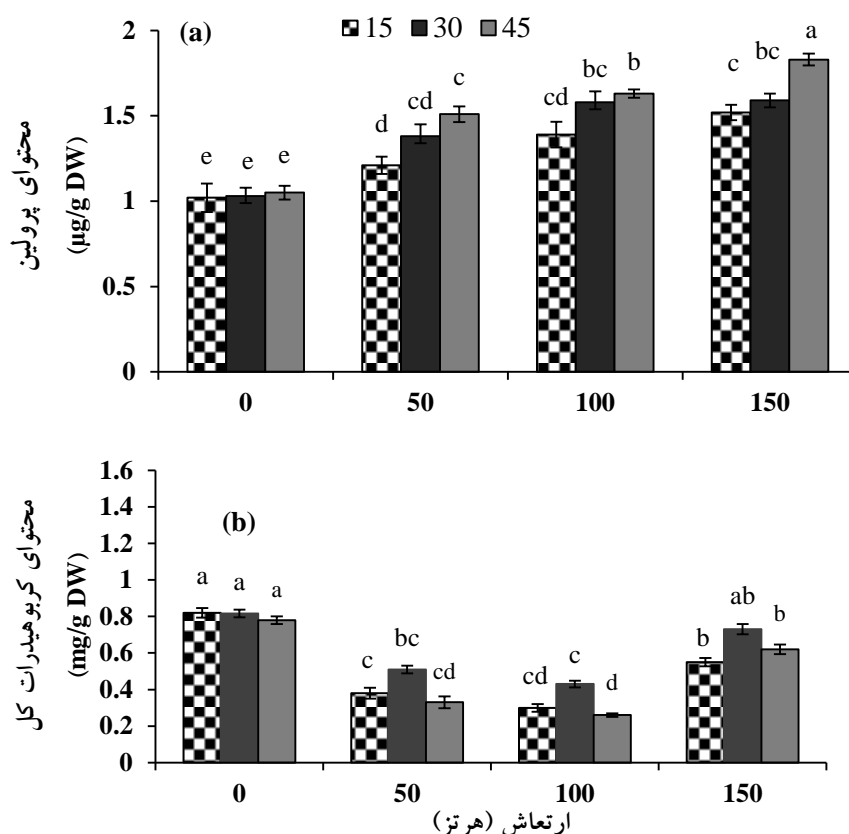 (a)
15 30 45
محتوای پرولین
(µg/g DW)
2
1.5
1
0.5
0
e e e
d cd c
cd bc b
c bc a
0 50 100 150
(b)
محتوای کربوهیدرات کل
(mg/g DW)
1.6
1.4
1.2
1
0.8
0.6
0.4
0.2
0
a a a
c bc cd
cd c d
b ab b
0 50 100 150
ارتعاش (هرتز)